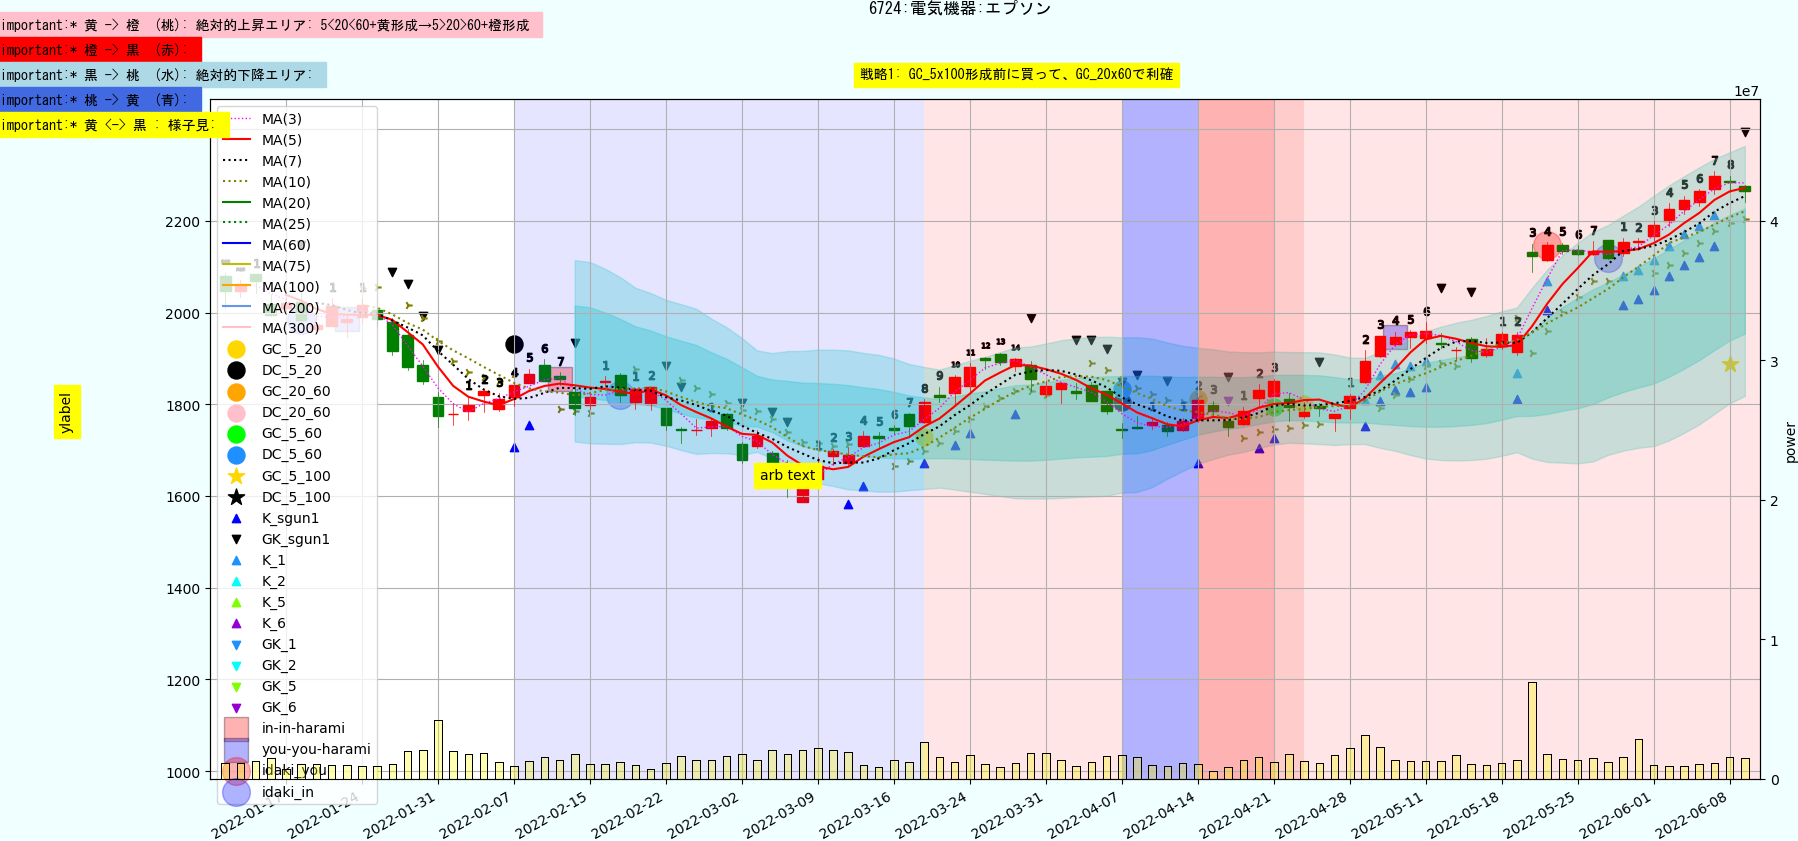 6724:電気機器:エプソン
important:* 黄 -> 橙 (桃): 絶対的上昇エリア: 5<20<60+黄形成→5>20>60+橙形成
important:* 橙 -> 黒 (赤):
important:* 黒 -> 桃 (水): 絶対的下降エリア:
戦略1: GC_5x100形成前に買って、GC_20x60で利確
important:* 桃 -> 黄 (青):
important:* 黄 <-> 黒 : 様子見:
1e7
MA(3)
MA(5)
MA(7)
MA(10)
MA(20)
MA(25)
MA(60)
MA(75)
MA(100)
MA(200)
MA(300)
GC_5_20
DC_5_20
GC_20_60
DC_20_60
GC_5_60
DC_5_60
GC_5_100
DC_5_100
K_sgun1
GK_sgun1
K_1
K_2
K_5
K_6
GK_1
GK_2
GK_5
GK_6
in-in-harami
you-you-harami
idaki_you
idaki_in
2200
2000
1800
1600
1400
1200
1000
ylabel
arb text
4
3
2
1
0
power
2022-01-24
2022-01-31
2022-02-07
2022-02-15
2022-02-22
2022-03-02
2022-03-09
2022-03-16
2022-03-24
2022-03-31
2022-04-07
2022-04-14
2022-04-21
2022-04-28
2022-05-11
2022-05-18
2022-05-25
2022-06-01
2022-06-08